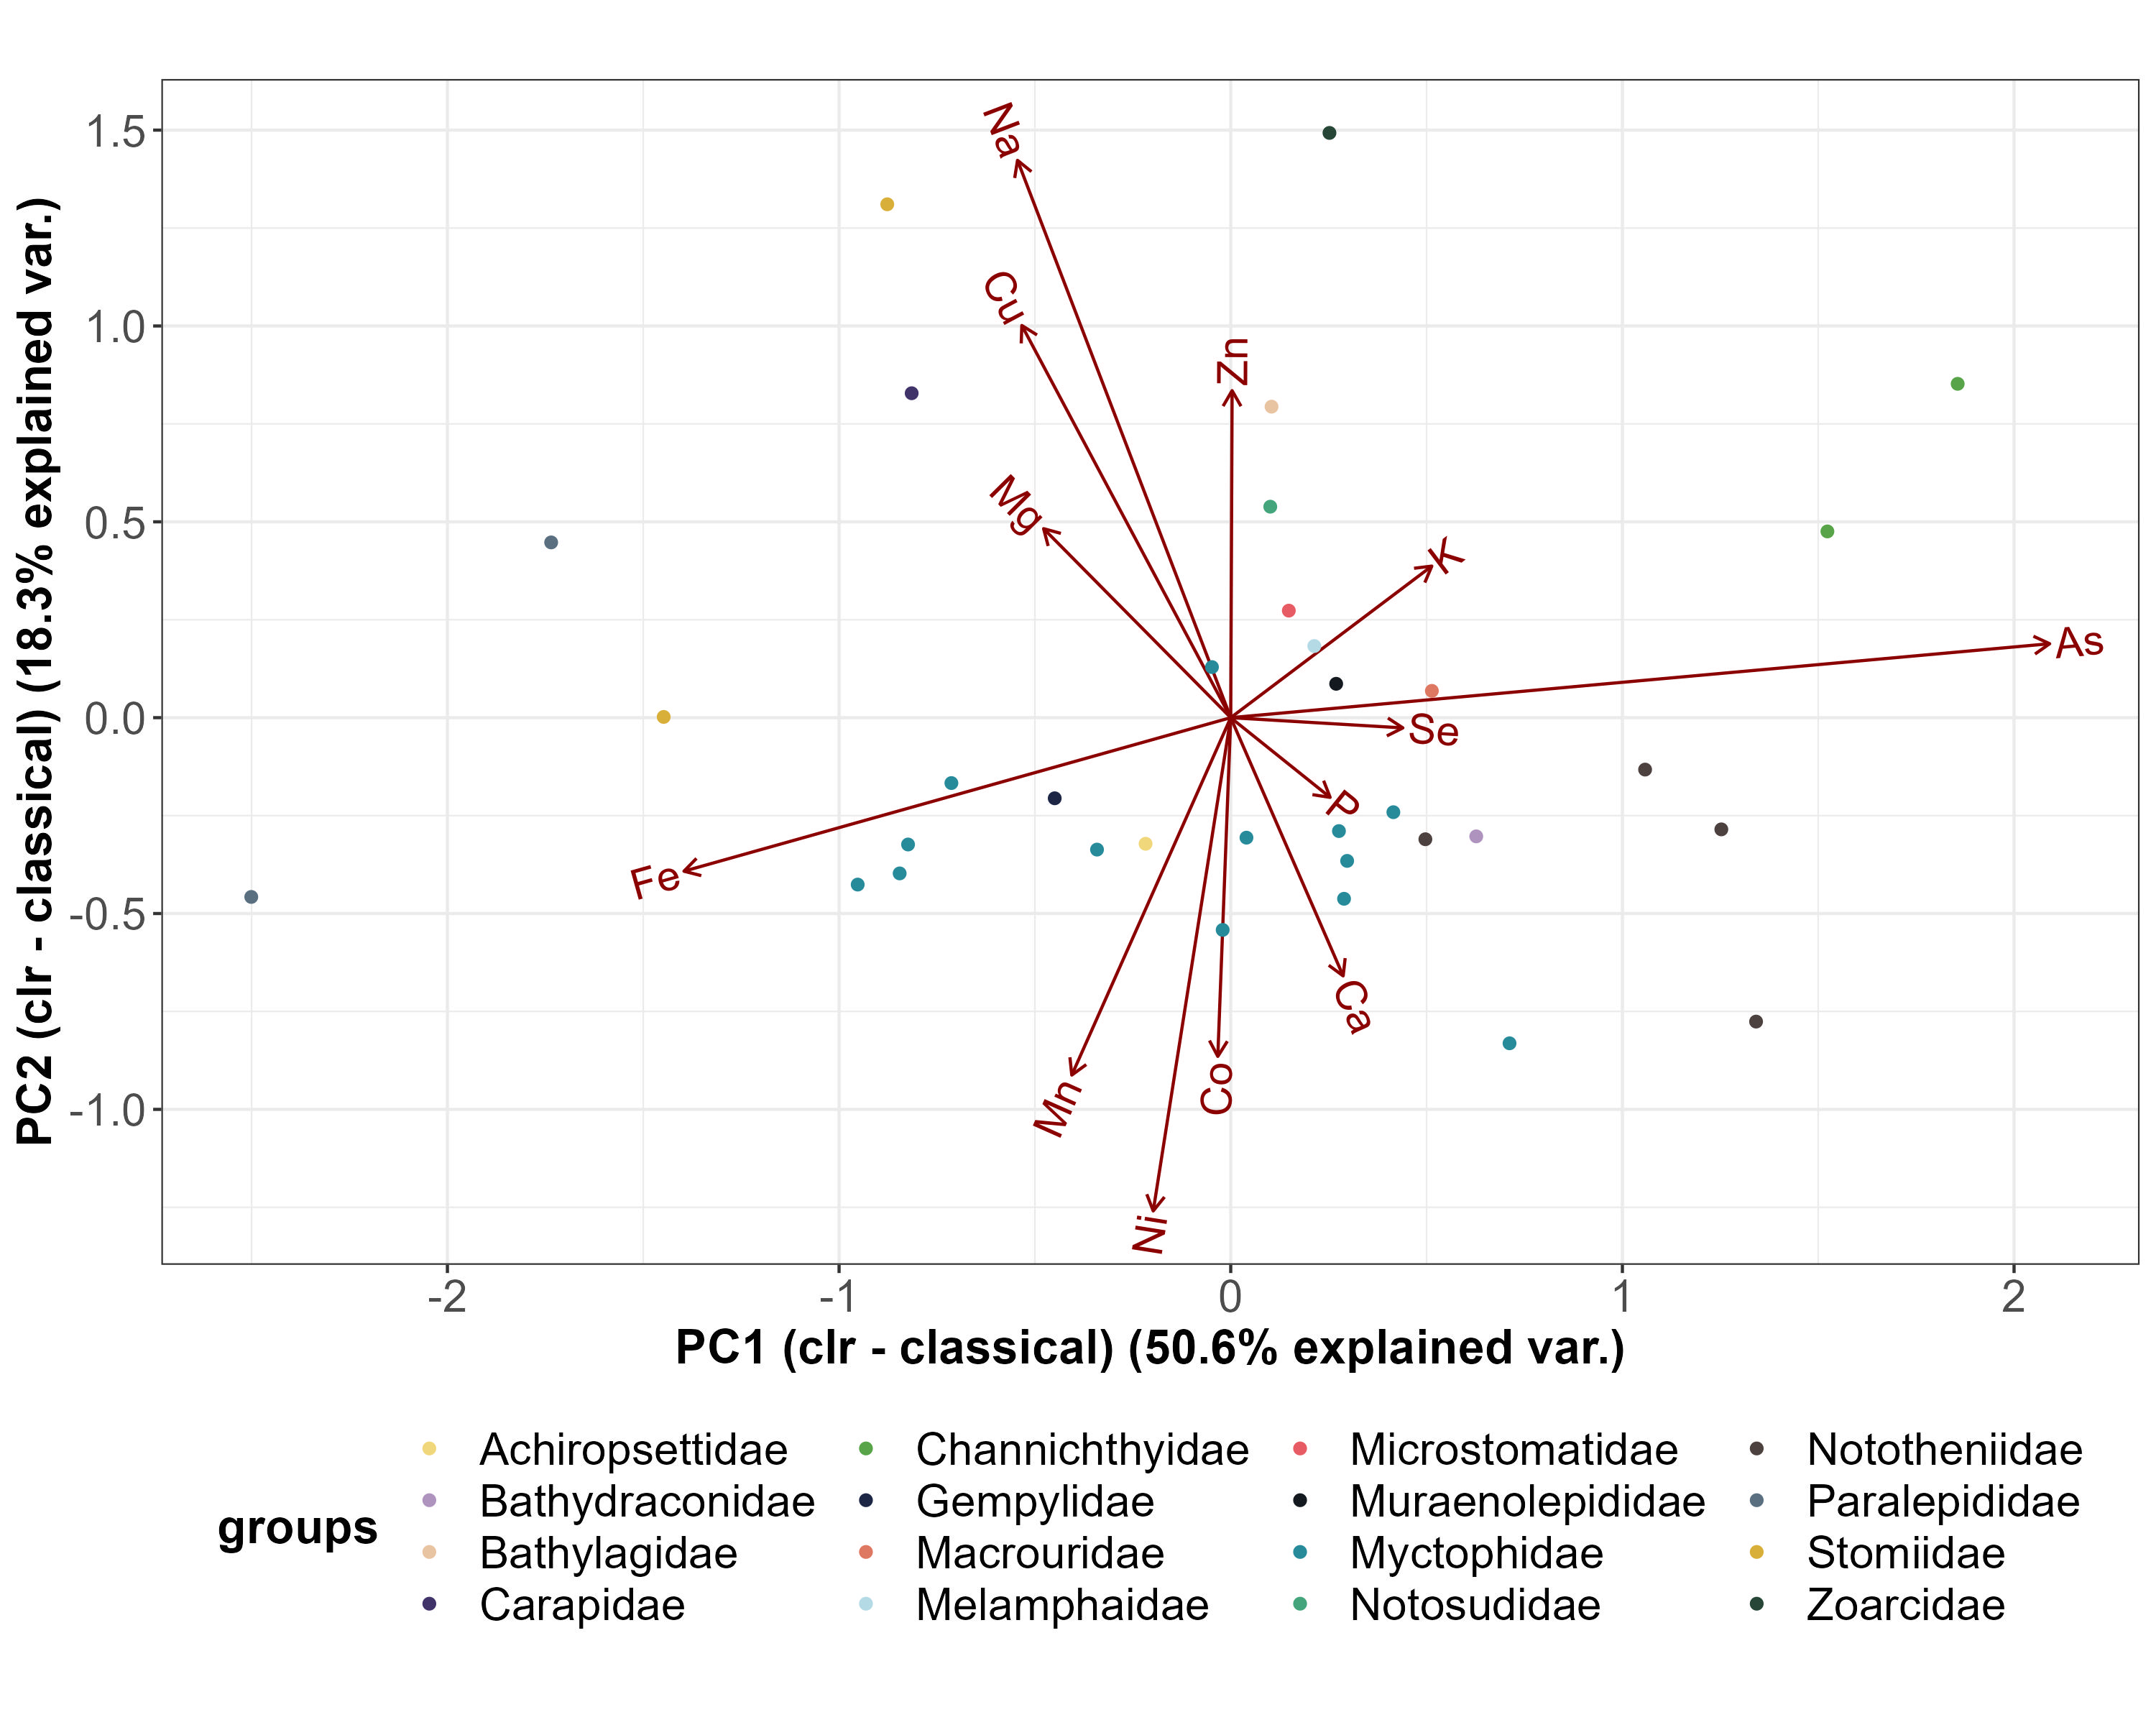 PC2 (clr - classical) (18.3% explained var.)
1.5
1.0
0.5
0.0
-0.5
-1.0
Na
Cu
Zn
Mg
K
As
Se
P
Fe
Ca
Mn
Co
Ni
-2
-1
0
1
2
PC1 (clr - classical) (50.6% explained var.)
groups
Achiropsettidae
Bathydraconidae
Bathylagidae
Carapidae
Channichthyidae
Gempylidae
Macrouridae
Melamphaidae
Microstomatidae
Muraenolepididae
Myctophidae
Notosudidae
Nototheniidae
Paralepididae
Stomiidae
Zoarcidae